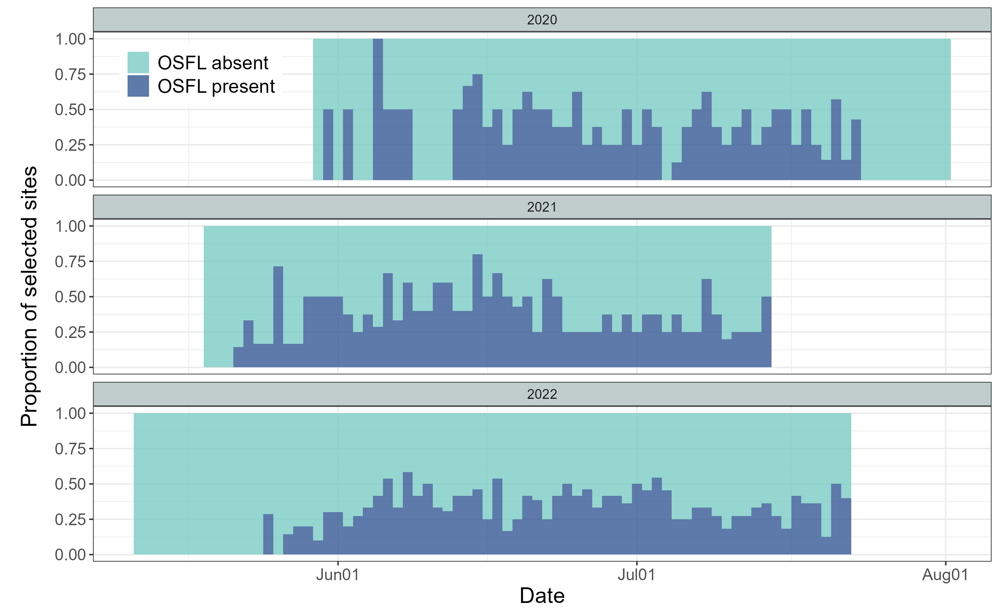 2020
1.00
0.75
0.50
0.25
0.00
OSFL absent
OSFL present
2021
1.00
0.75
0.50
0.25
0.00
2022
1.00
0.75
0.50
0.25
0.00
Jun01
Jul01
Aug01
Date
Proportion of selected sites